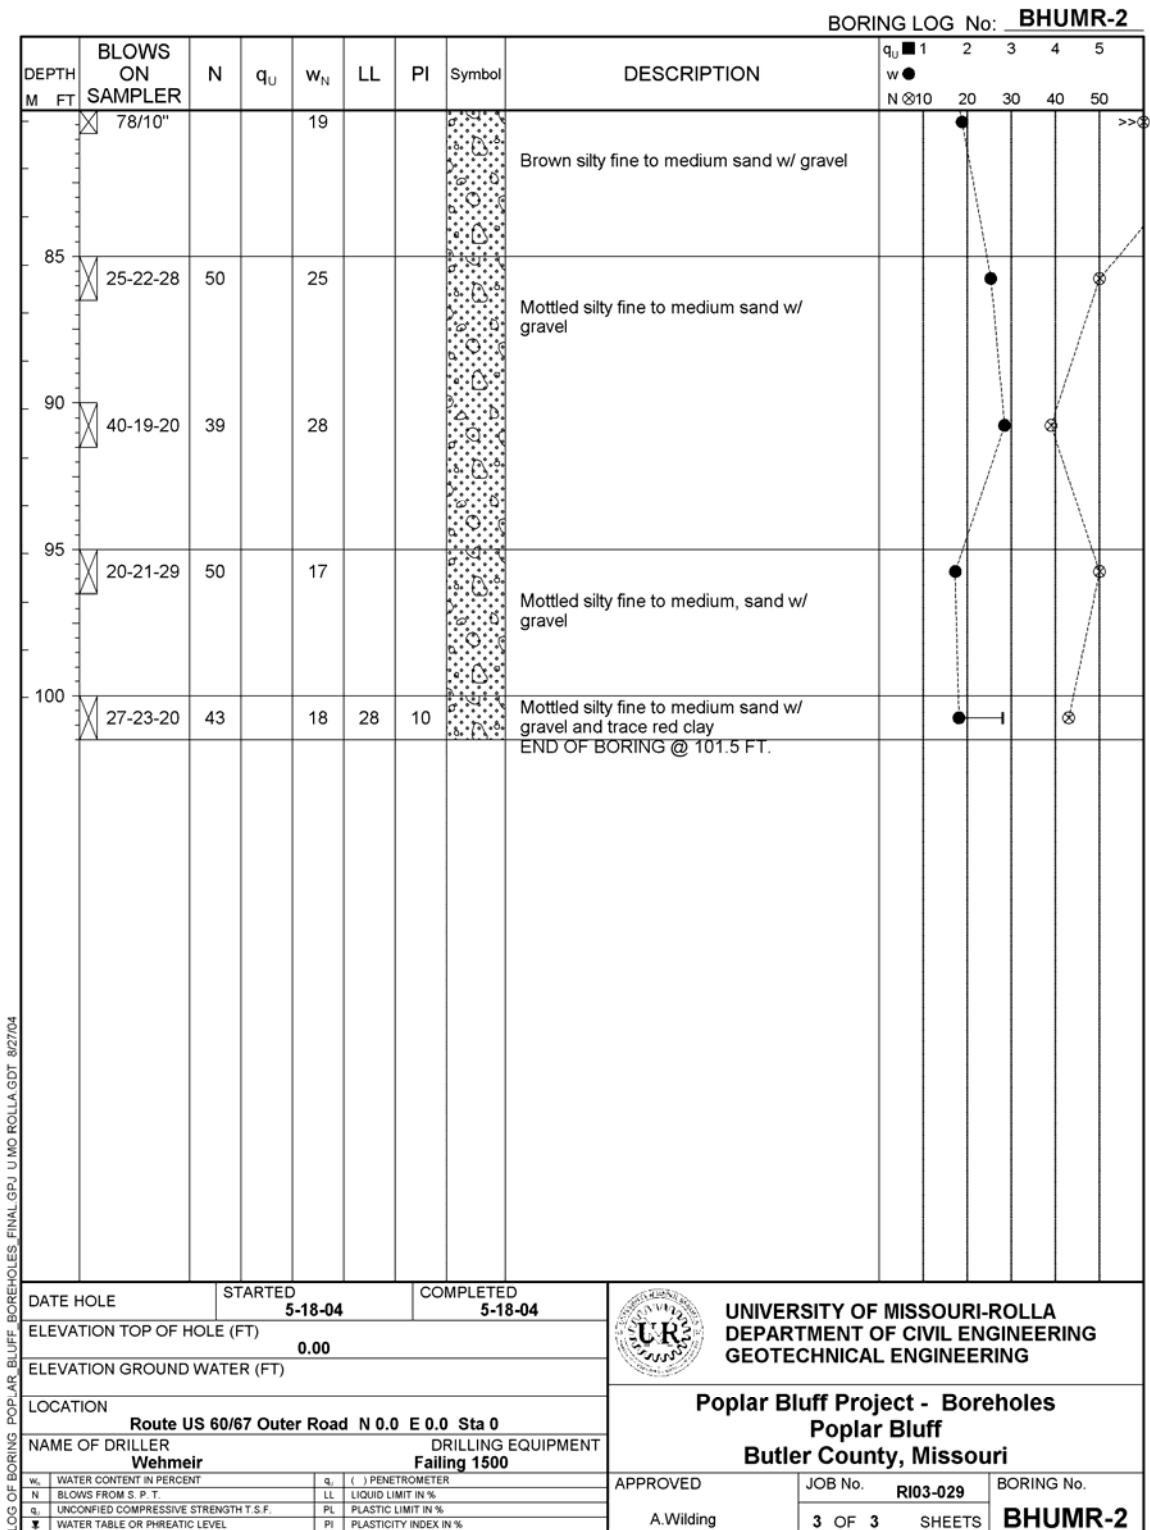 BORING LOG No: BHUMR-2
DEPTH M FT BLOWS ON SAMPLER N qU wN LL PI Symbol DESCRIPTION
qU ■ 1 2 3 4 5
w ●
N ⊗ 10 20 30 40 50
78/10" 19 >>⊗
Brown silty fine to medium sand w/ gravel
85
25-22-28 50 25
Mottled silty fine to medium sand w/
gravel
90
40-19-20 39 28
95
20-21-29 50 17
Mottled silty fine to medium, sand w/
gravel
100
27-23-20 43 18 28 10
Mottled silty fine to medium sand w/
gravel and trace red clay
END OF BORING @ 101.5 FT.
LOG OF BORING POPLAR_BLUFF_BOREHOLES_FINAL.GPJ U MO ROLLA.GDT 8/27/04
DATE HOLE STARTED 5-18-04 COMPLETED 5-18-04
ELEVATION TOP OF HOLE (FT)
0.00
ELEVATION GROUND WATER (FT)
LOCATION
Route US 60/67 Outer Road N 0.0 E 0.0 Sta 0
NAME OF DRILLER DRILLING EQUIPMENT
Wehmeir Failing 1500
wN WATER CONTENT IN PERCENT qU ( ) PENETROMETER
N BLOWS FROM S. P. T. LL LIQUID LIMIT IN %
qU UNCONFIED COMPRESSIVE STRENGTH T.S.F. PL PLASTIC LIMIT IN %
WATER TABLE OR PHREATIC LEVEL PI PLASTICITY INDEX IN %
UR
UNIVERSITY OF MISSOURI-ROLLA
DEPARTMENT OF CIVIL ENGINEERING
GEOTECHNICAL ENGINEERING
Poplar Bluff Project - Boreholes
Poplar Bluff
Butler County, Missouri
APPROVED JOB No. RI03-029 BORING No.
A.Wilding 3 OF 3 SHEETS BHUMR-2